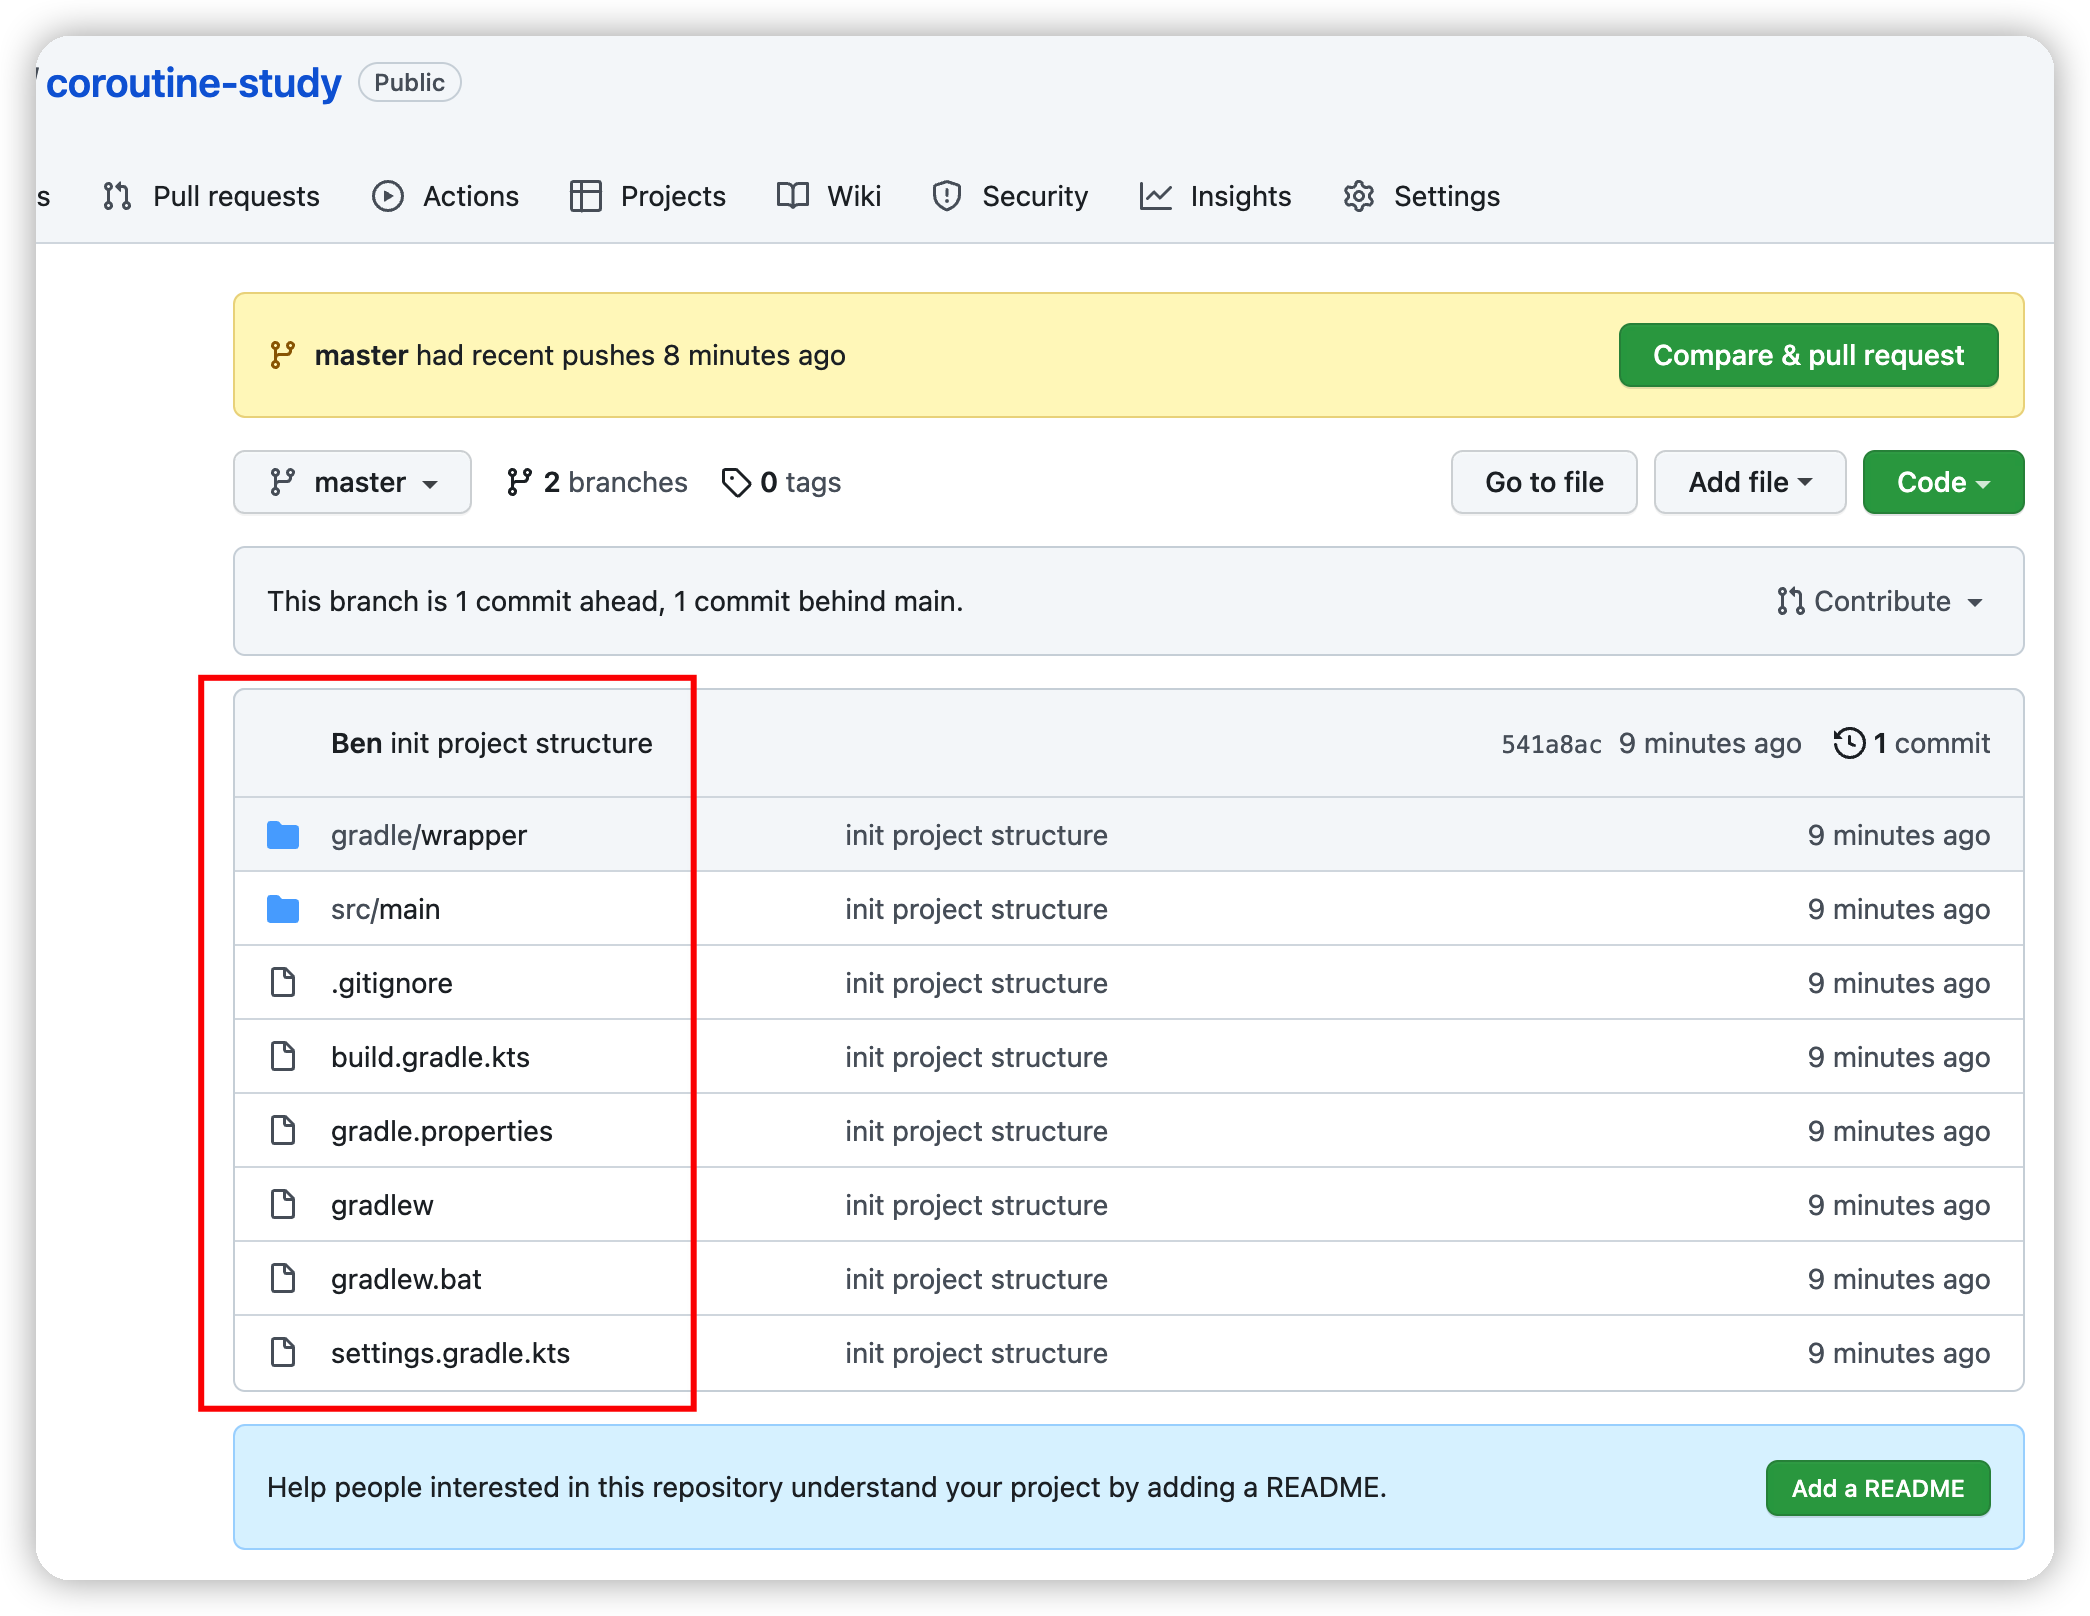 /coroutine-study Public
s Pull requests Actions Projects Wiki Security Insights Settings
master had recent pushes 8 minutes ago Compare & pull request
master 2 branches 0 tags Go to file Add file Code
This branch is 1 commit ahead, 1 commit behind main. Contribute
Ben init project structure 541a8ac 9 minutes ago 1 commit
gradle/wrapper init project structure 9 minutes ago
src/main init project structure 9 minutes ago
.gitignore init project structure 9 minutes ago
build.gradle.kts init project structure 9 minutes ago
gradle.properties init project structure 9 minutes ago
gradlew init project structure 9 minutes ago
gradlew.bat init project structure 9 minutes ago
settings.gradle.kts init project structure 9 minutes ago
Help people interested in this repository understand your project by adding a README. Add a README